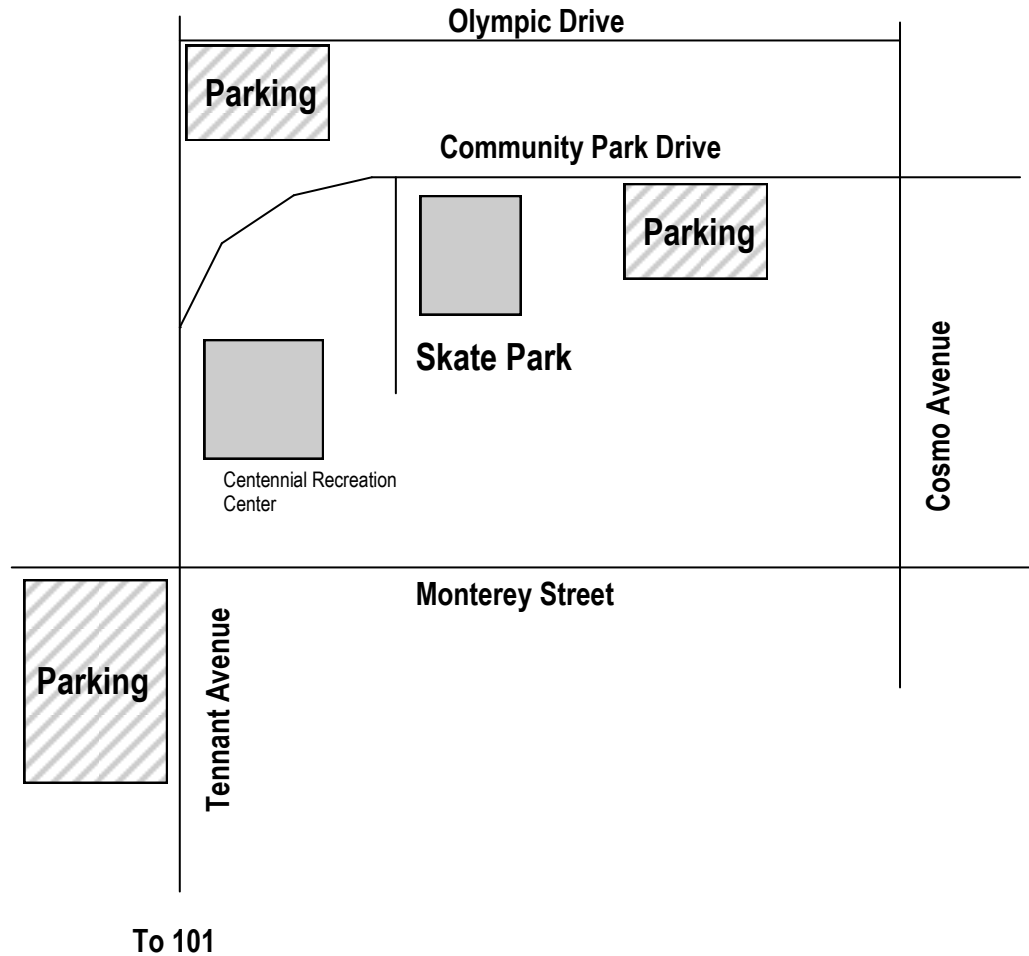 Olympic Drive
Parking
Community Park Drive
Parking
Skate Park
Cosmo Avenue
Centennial Recreation
Center
Monterey Street
Parking
Tennant Avenue
To 101